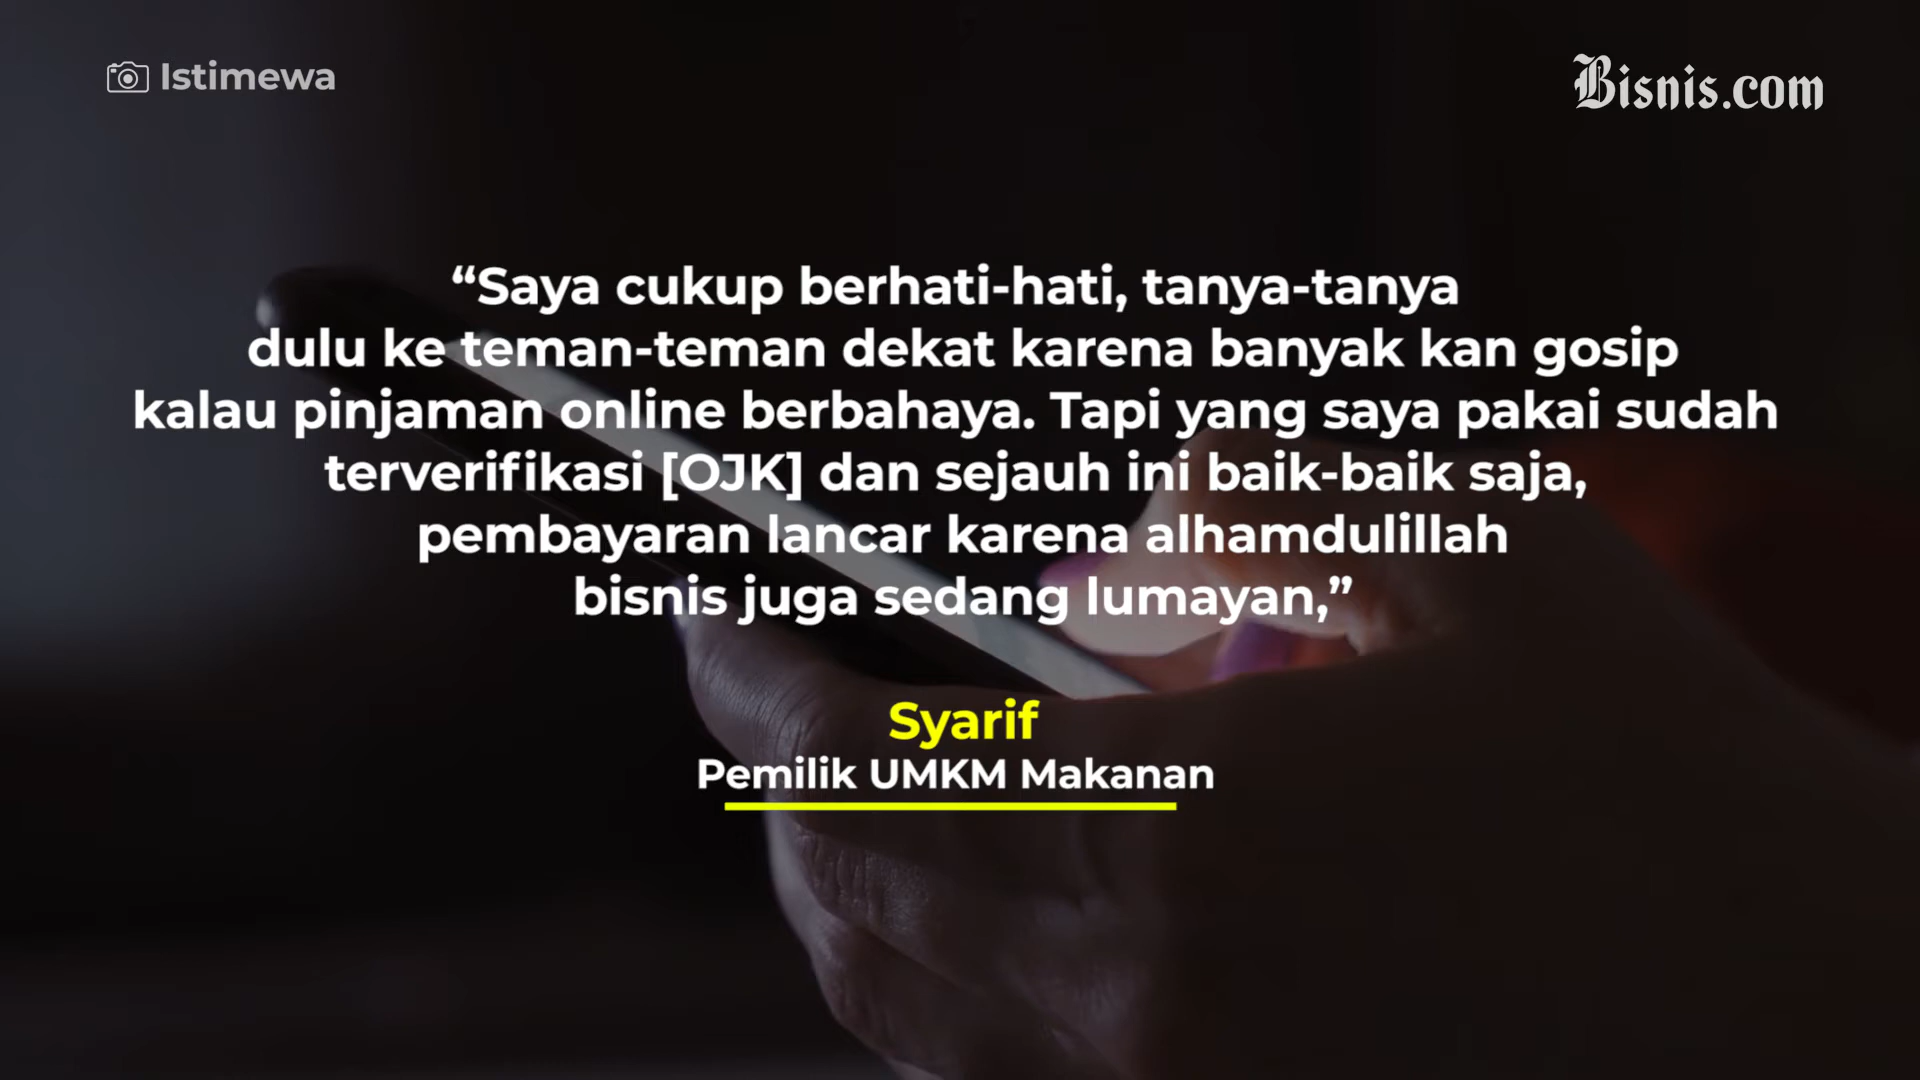 Istimewa
Bisnis.com
“Saya cukup berhati-hati, tanya-tanya
dulu ke teman-teman dekat karena banyak kan gosip
kalau pinjaman online berbahaya. Tapi yang saya pakai sudah
terverifikasi [OJK] dan sejauh ini baik-baik saja,
pembayaran lancar karena alhamdulillah
bisnis juga sedang lumayan,”
Syarif
Pemilik UMKM Makanan